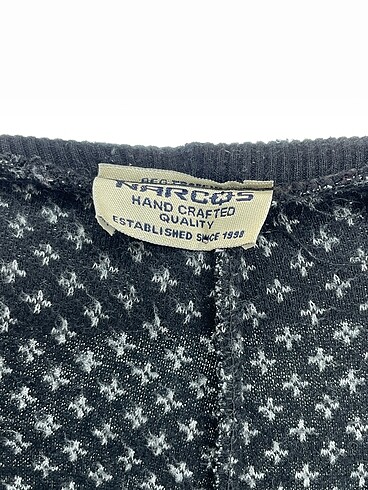 NARCOS
HAND CRAFTED
QUALITY
ESTABLISHED SINCE 1998